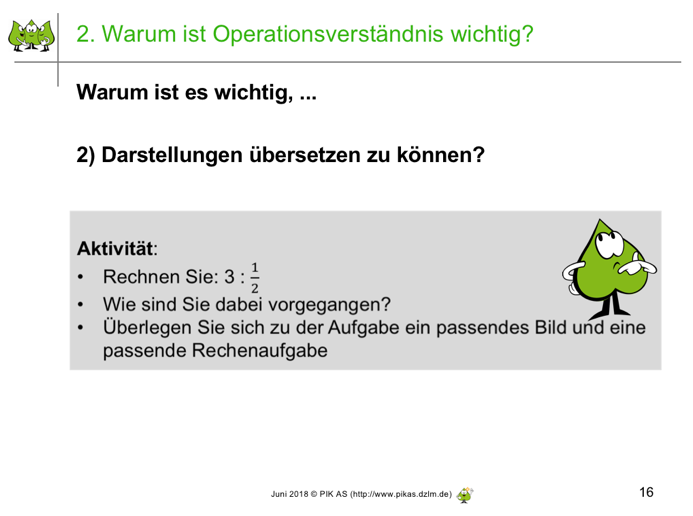 2. Warum ist Operationsverständnis wichtig?
Warum ist es wichtig, ...
2) Darstellungen übersetzen zu können?
Aktivität:
• Rechnen Sie: 3 : 1/2
• Wie sind Sie dabei vorgegangen?
• Überlegen Sie sich zu der Aufgabe ein passendes Bild und eine
passende Rechenaufgabe
Juni 2018 © PIK AS (http://www.pikas.dzlm.de)
16